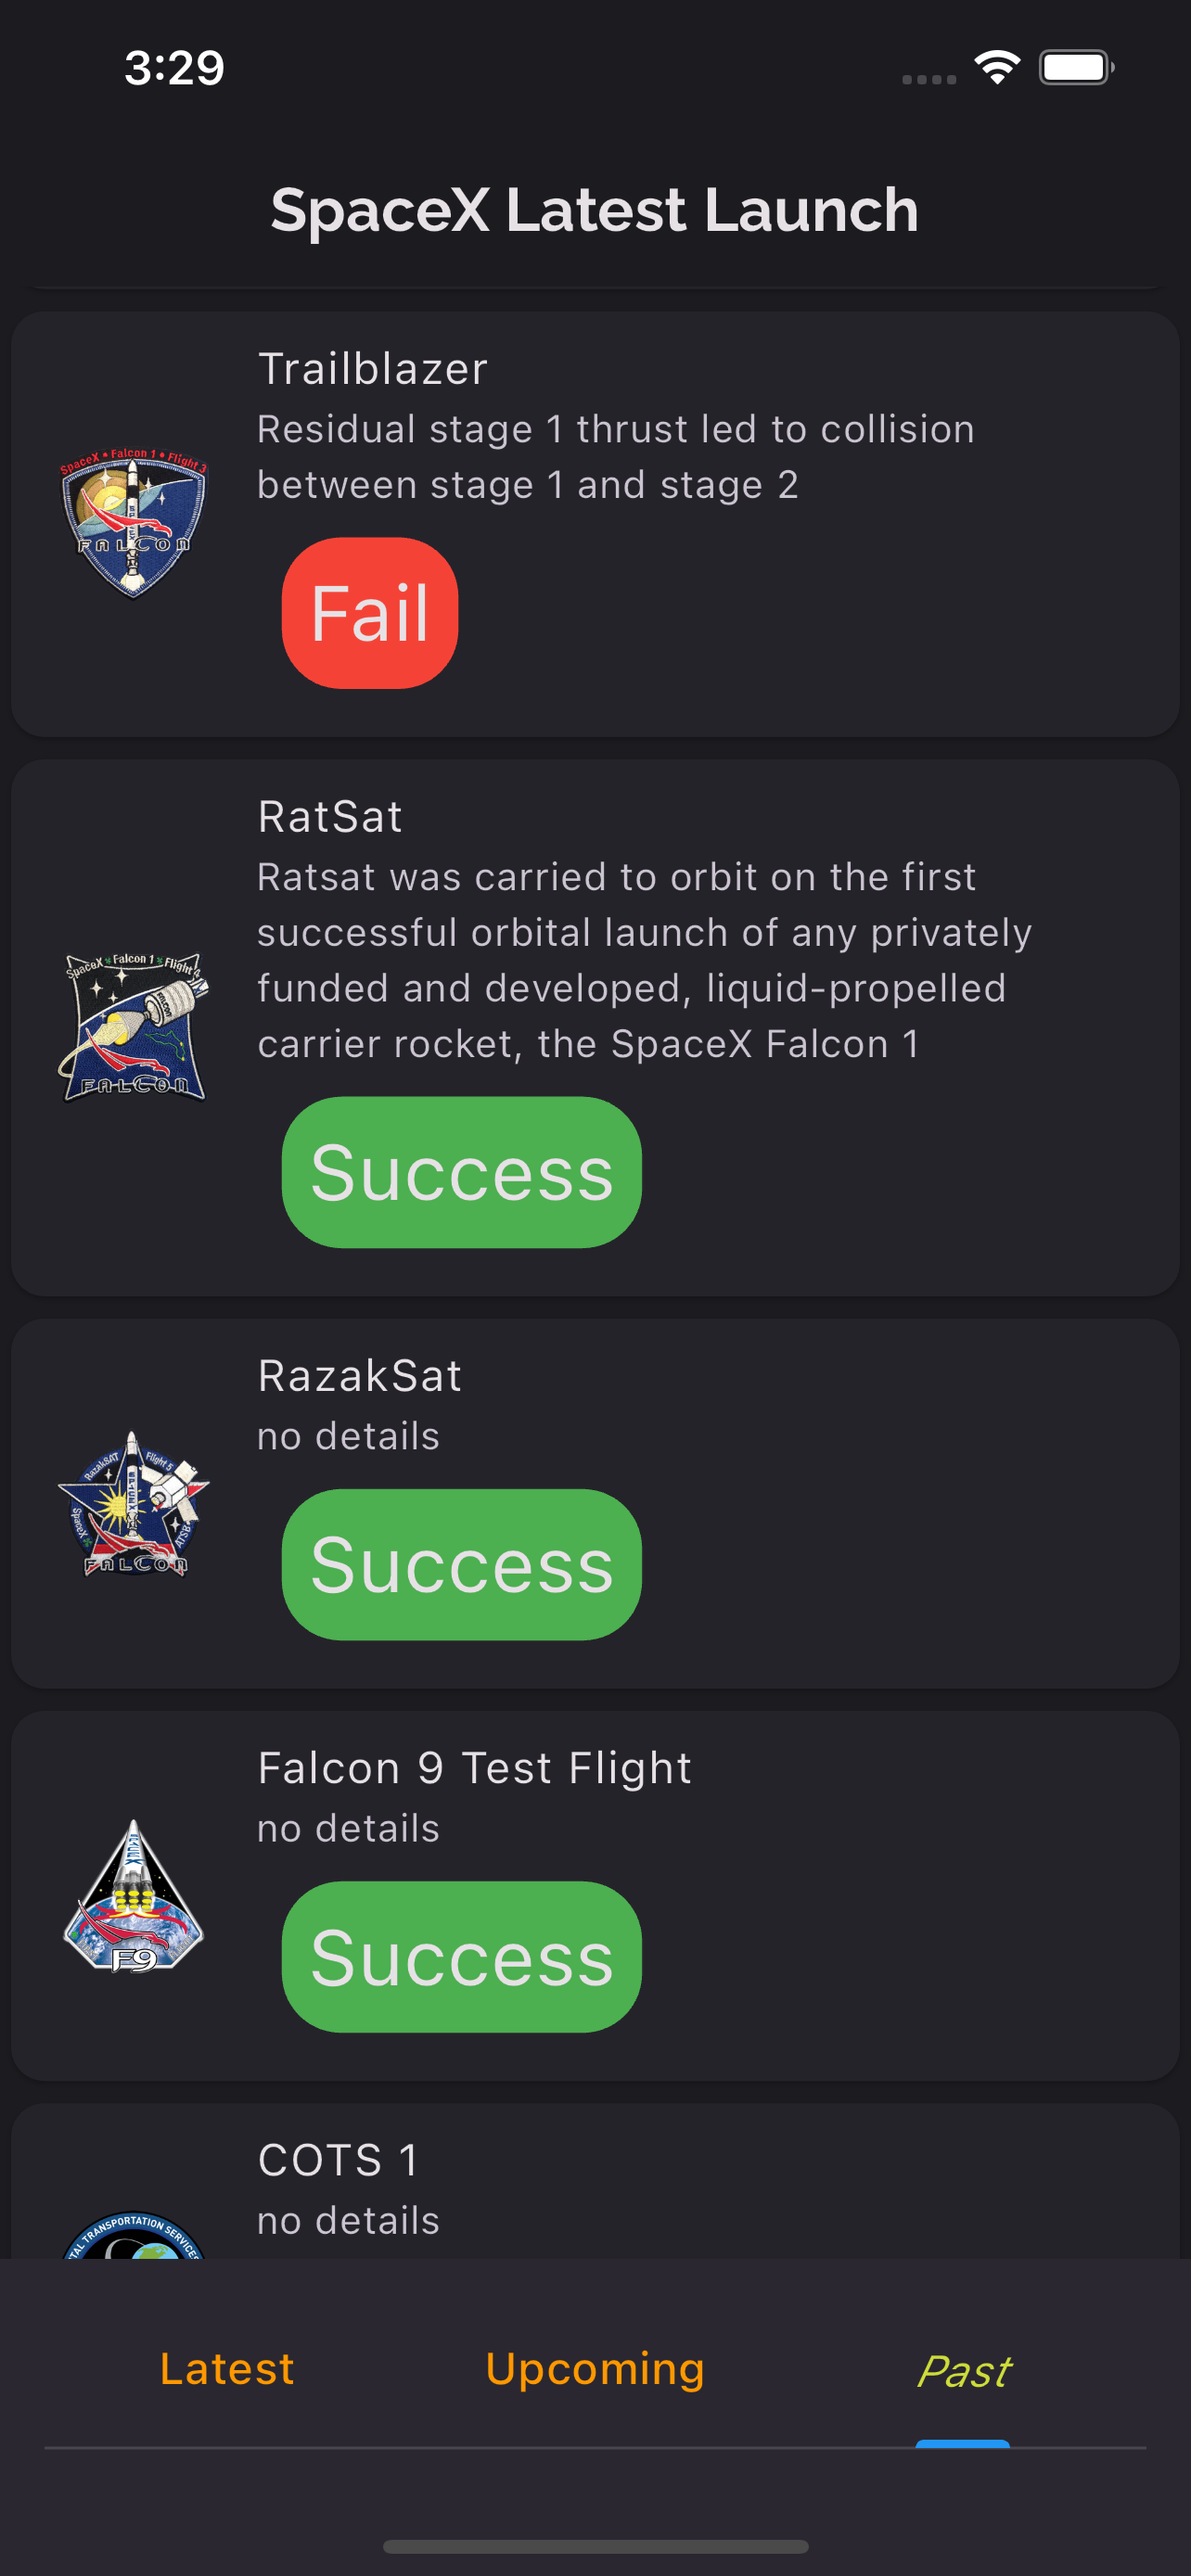 3:29
SpaceX Latest Launch
Trailblazer
Residual stage 1 thrust led to collision
between stage 1 and stage 2
SpaceX • Falcon 1 • Flight 3
FALCON
Fail
RatSat
Ratsat was carried to orbit on the first
successful orbital launch of any privately
funded and developed, liquid-propelled
carrier rocket, the SpaceX Falcon 1
SpaceX Falcon 1 Flight 4
FALCON
Success
RazakSat
no details
RazakSAT Flight 5
SpaceX
ATSB
FALCON
Success
Falcon 9 Test Flight
no details
F9
Success
COTS 1
no details
TRANSPORTATION SERVICES
Latest
Upcoming
Past